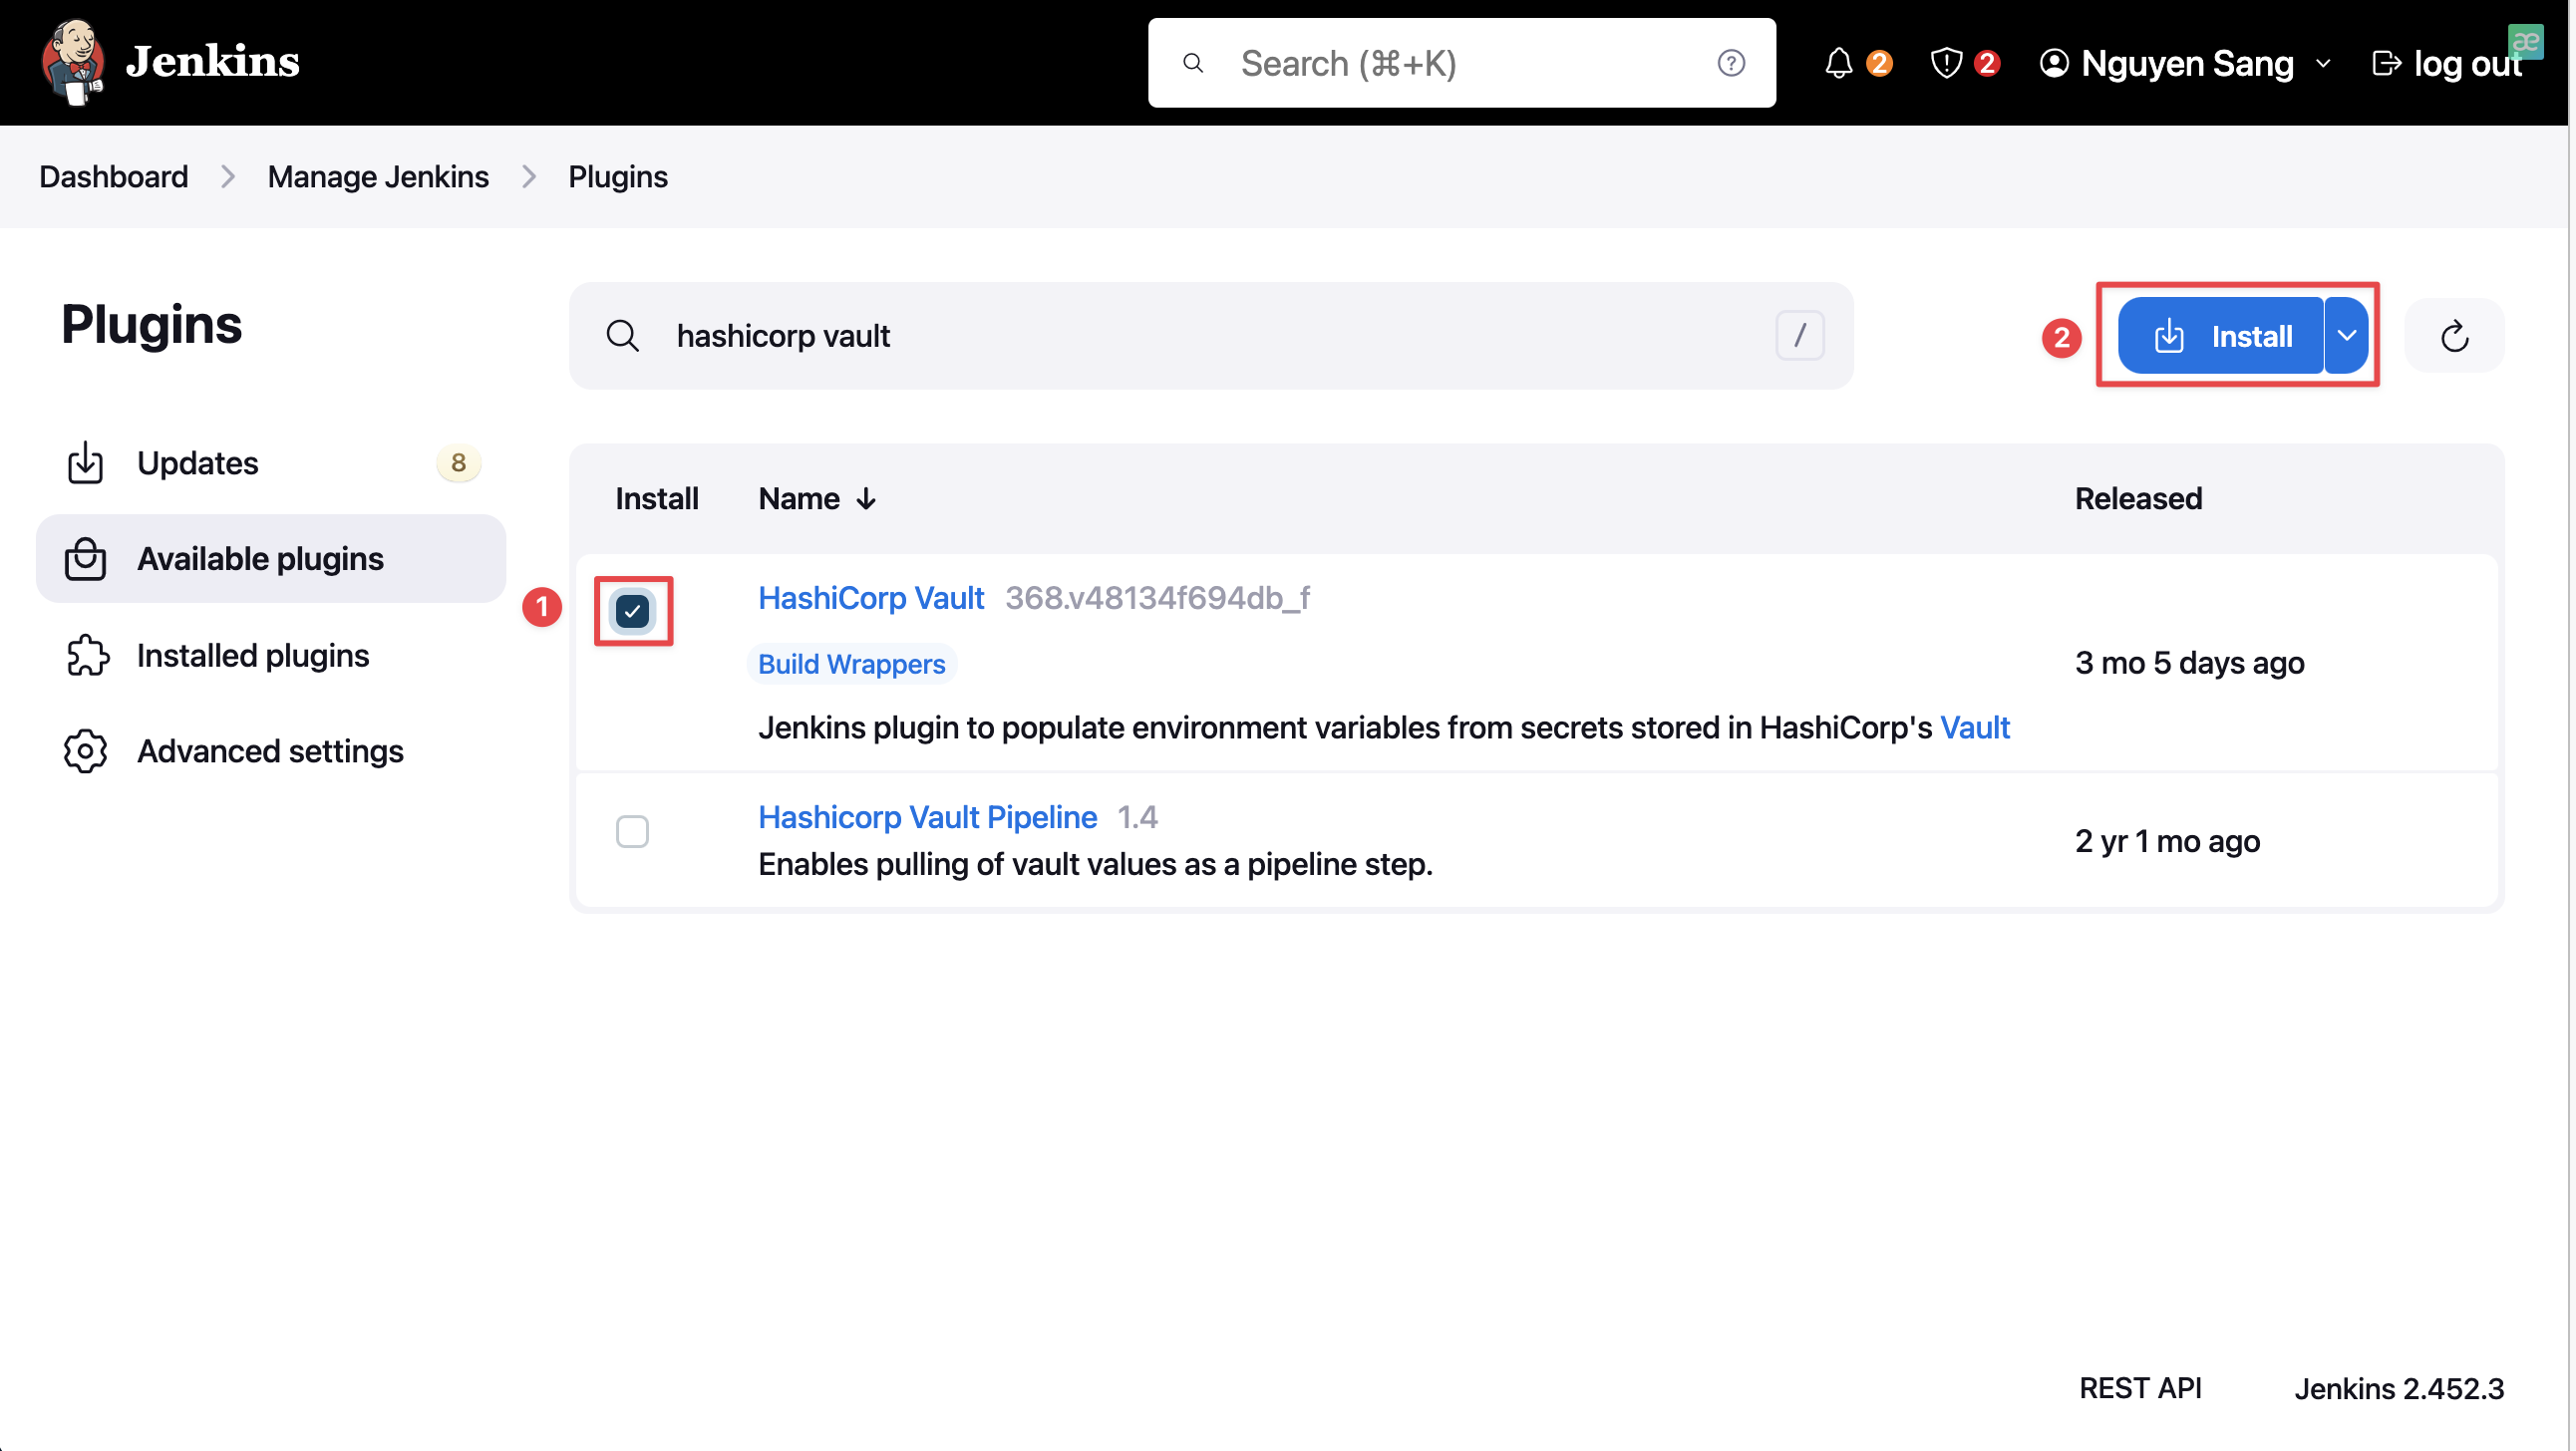 Jenkins
Search (⌘+K)
?
2
2
Nguyen Sang
log out
æ
Dashboard
Manage Jenkins
Plugins
Plugins
hashicorp vault
/
2
Install
Updates
8
Available plugins
Installed plugins
Advanced settings
Install
Name ↓
Released
1
HashiCorp Vault 368.v48134f694db_f
Build Wrappers
3 mo 5 days ago
Jenkins plugin to populate environment variables from secrets stored in HashiCorp's Vault
Hashicorp Vault Pipeline 1.4
2 yr 1 mo ago
Enables pulling of vault values as a pipeline step.
REST API
Jenkins 2.452.3